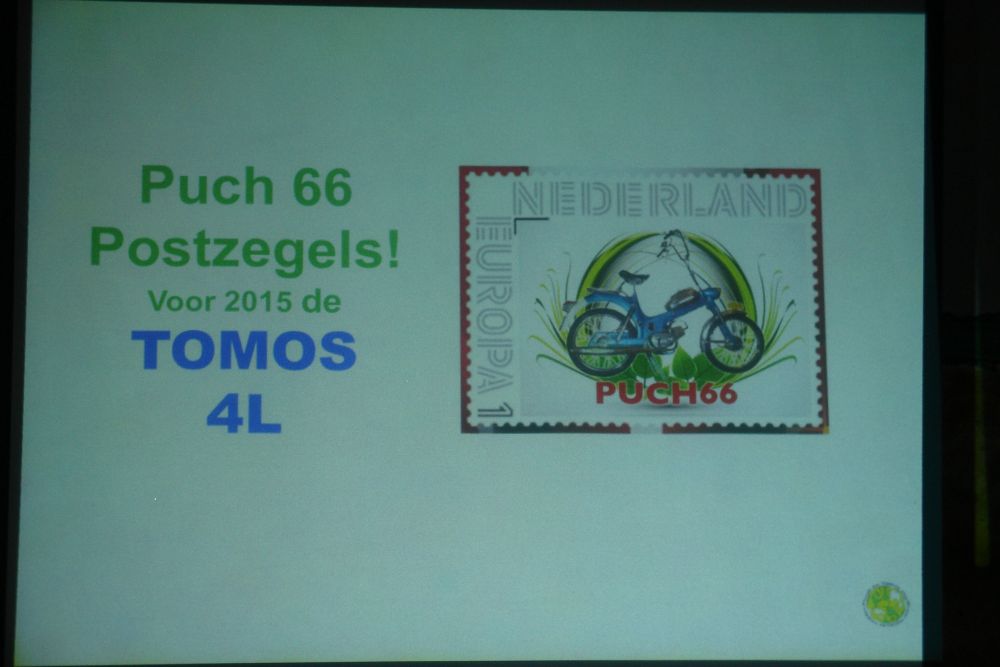 Puch 66
Postzegels!
Voor 2015 de
TOMOS
4L
NEDERLAND
EUROPA 1
PUCH66